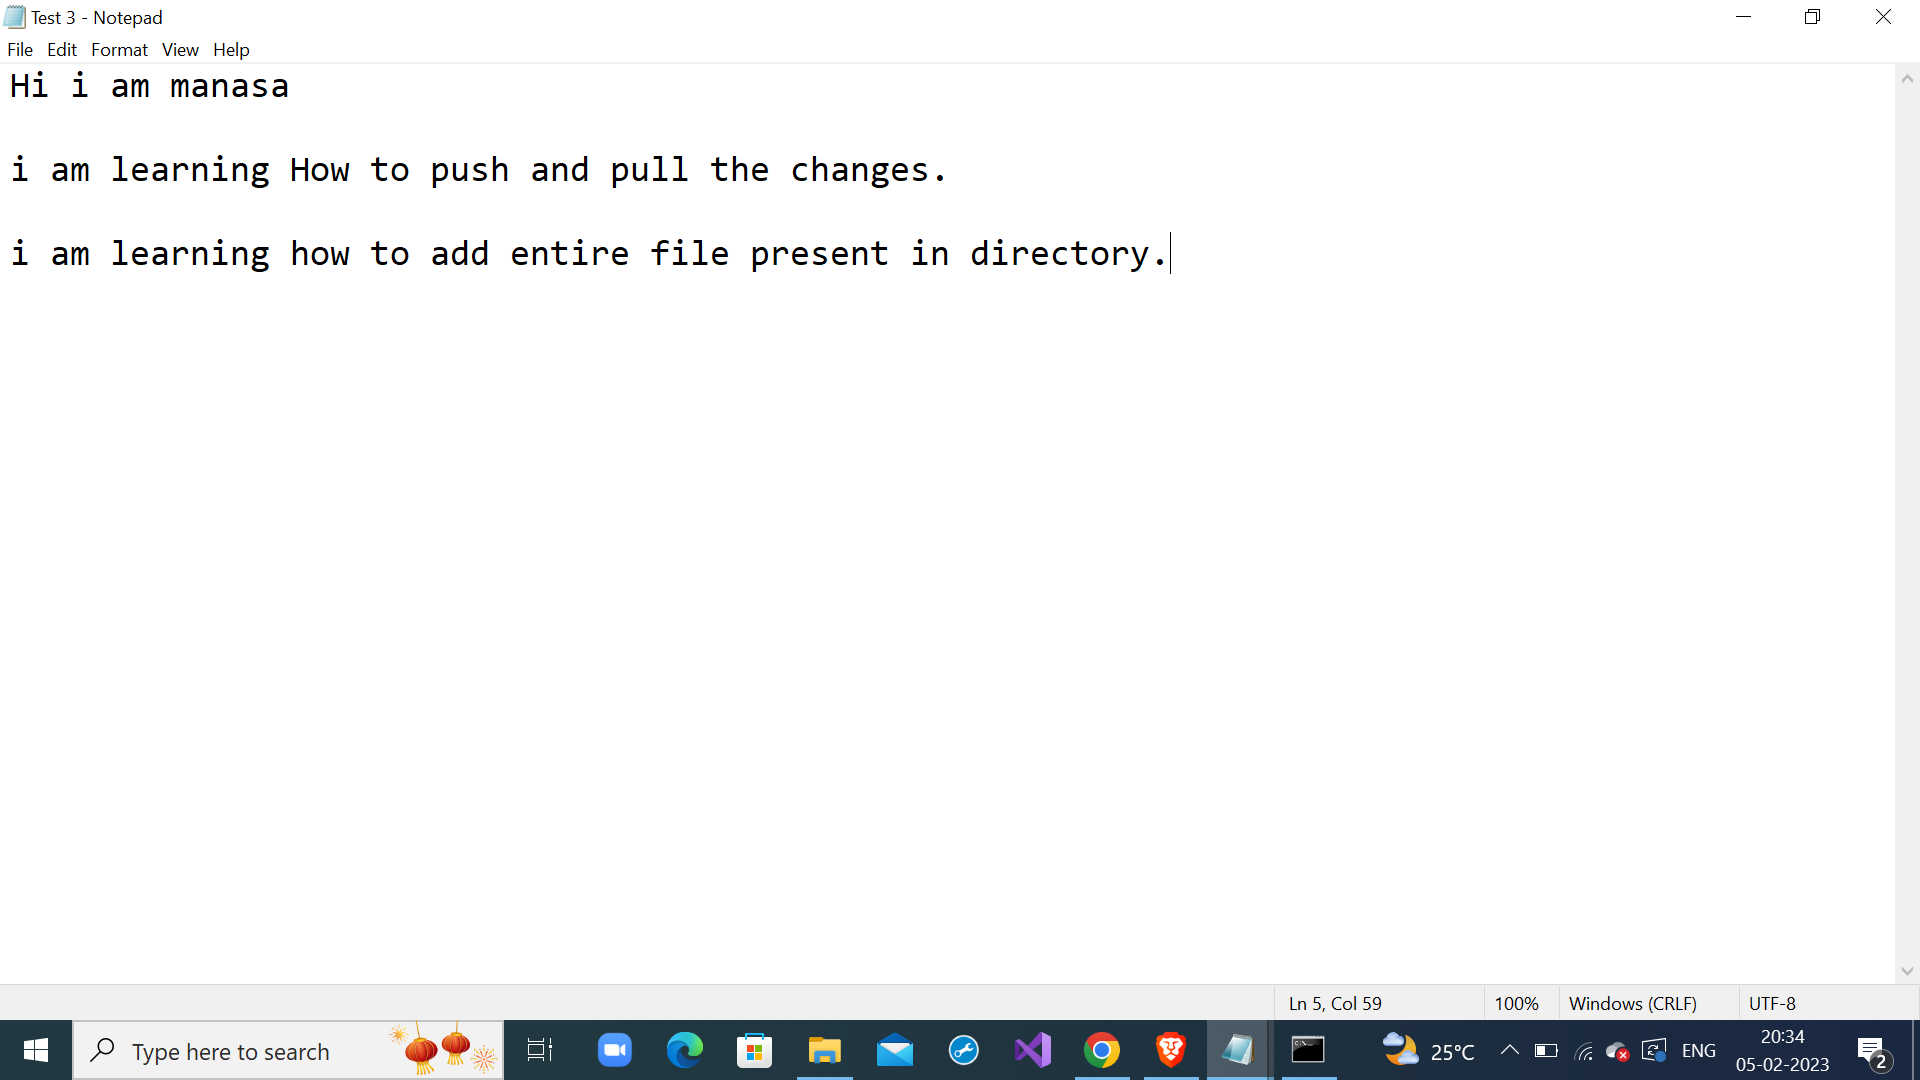 Test 3 - Notepad
File Edit Format View Help
Hi i am manasa
i am learning How to push and pull the changes.
i am learning how to add entire file present in directory.
Ln 5, Col 59 100% Windows (CRLF) UTF-8
Type here to search
25°C
ENG
20:34
05-02-2023
2